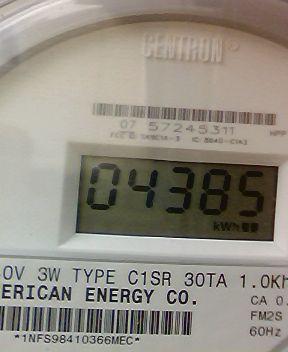 CENTRON®
07 57245311
04385
kWh
0V 3W TYPE C1SR 30TA 1.0Kh
ERICAN ENERGY CO.
CA 0.
FM2S
60Hz
*1NFS98410366MEC*